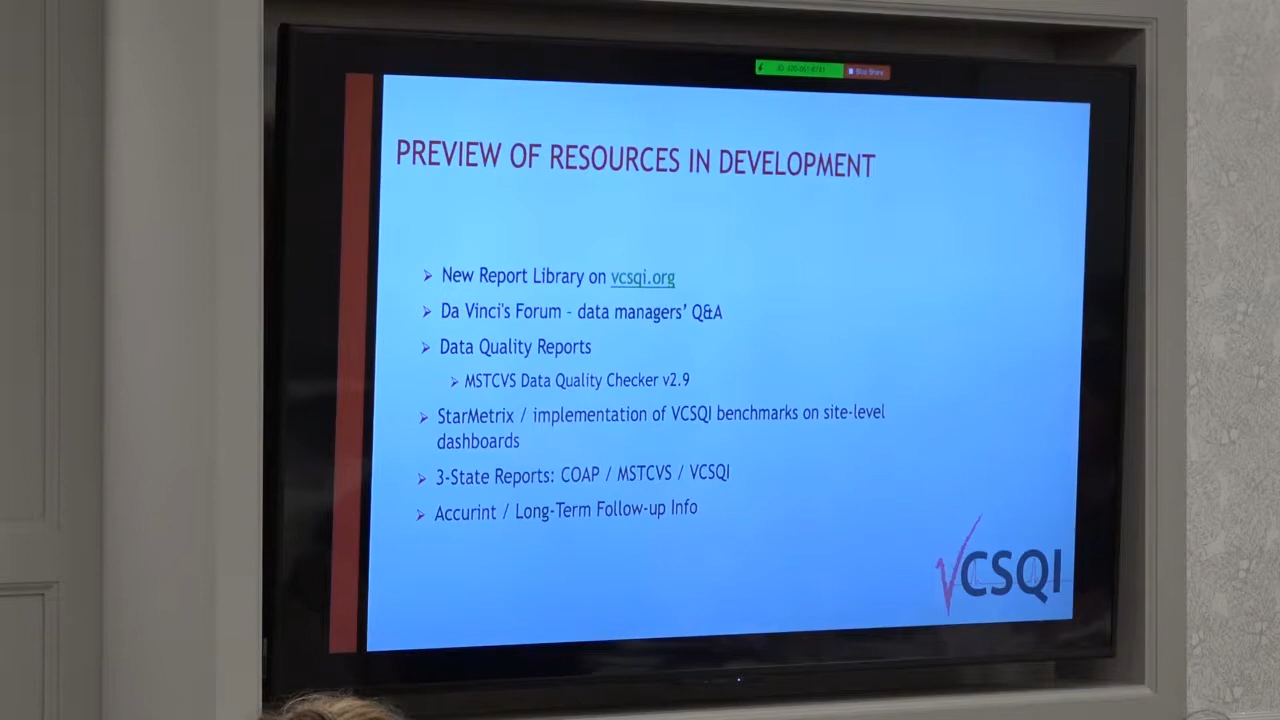 Stop Share
PREVIEW OF RESOURCES IN DEVELOPMENT
New Report Library on vcsqi.org
Da Vinci's Forum – data managers' Q&A
Data Quality Reports
MSTCVS Data Quality Checker v2.9
StarMetrix / implementation of VCSQI benchmarks on site-level
dashboards
3-State Reports: COAP / MSTCVS / VCSQI
Accurint / Long-Term Follow-up Info
VCSQI